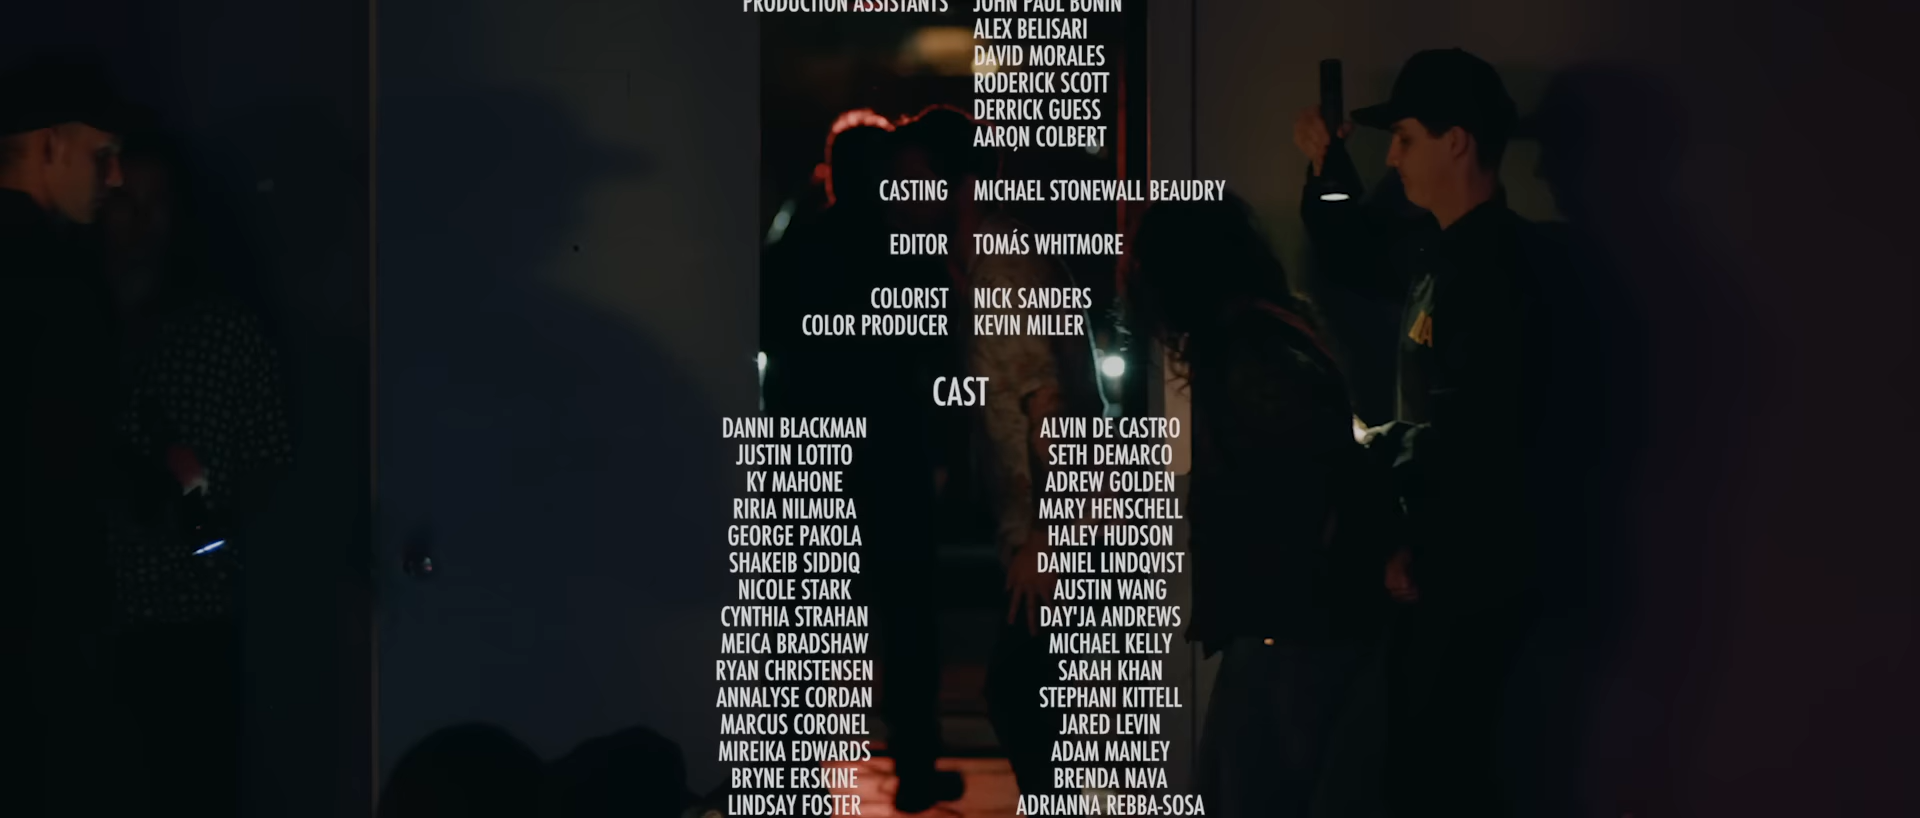 PRODUCTION ASSISTANTS JOHN PAUL BONIN
ALEX BELISARI
DAVID MORALES
RODERICK SCOTT
DERRICK GUESS
AARON COLBERT
CASTING MICHAEL STONEWALL BEAUDRY
EDITOR TOMÁS WHITMORE
COLORIST NICK SANDERS
COLOR PRODUCER KEVIN MILLER
CAST
DANNI BLACKMAN ALVIN DE CASTRO
JUSTIN LOTITO SETH DEMARCO
KY MAHONE ADREW GOLDEN
RIRIA NILMURA MARY HENSCHELL
GEORGE PAKOLA HALEY HUDSON
SHAKEIB SIDDIQ DANIEL LINDQVIST
NICOLE STARK AUSTIN WANG
CYNTHIA STRAHAN DAY'JA ANDREWS
MEICA BRADSHAW MICHAEL KELLY
RYAN CHRISTENSEN SARAH KHAN
ANNALYSE CORDAN STEPHANI KITTELL
MARCUS CORONEL JARED LEVIN
MIREIKA EDWARDS ADAM MANLEY
BRYNE ERSKINE BRENDA NAVA
LINDSAY FOSTER ADRIANNA REBBA-SOSA